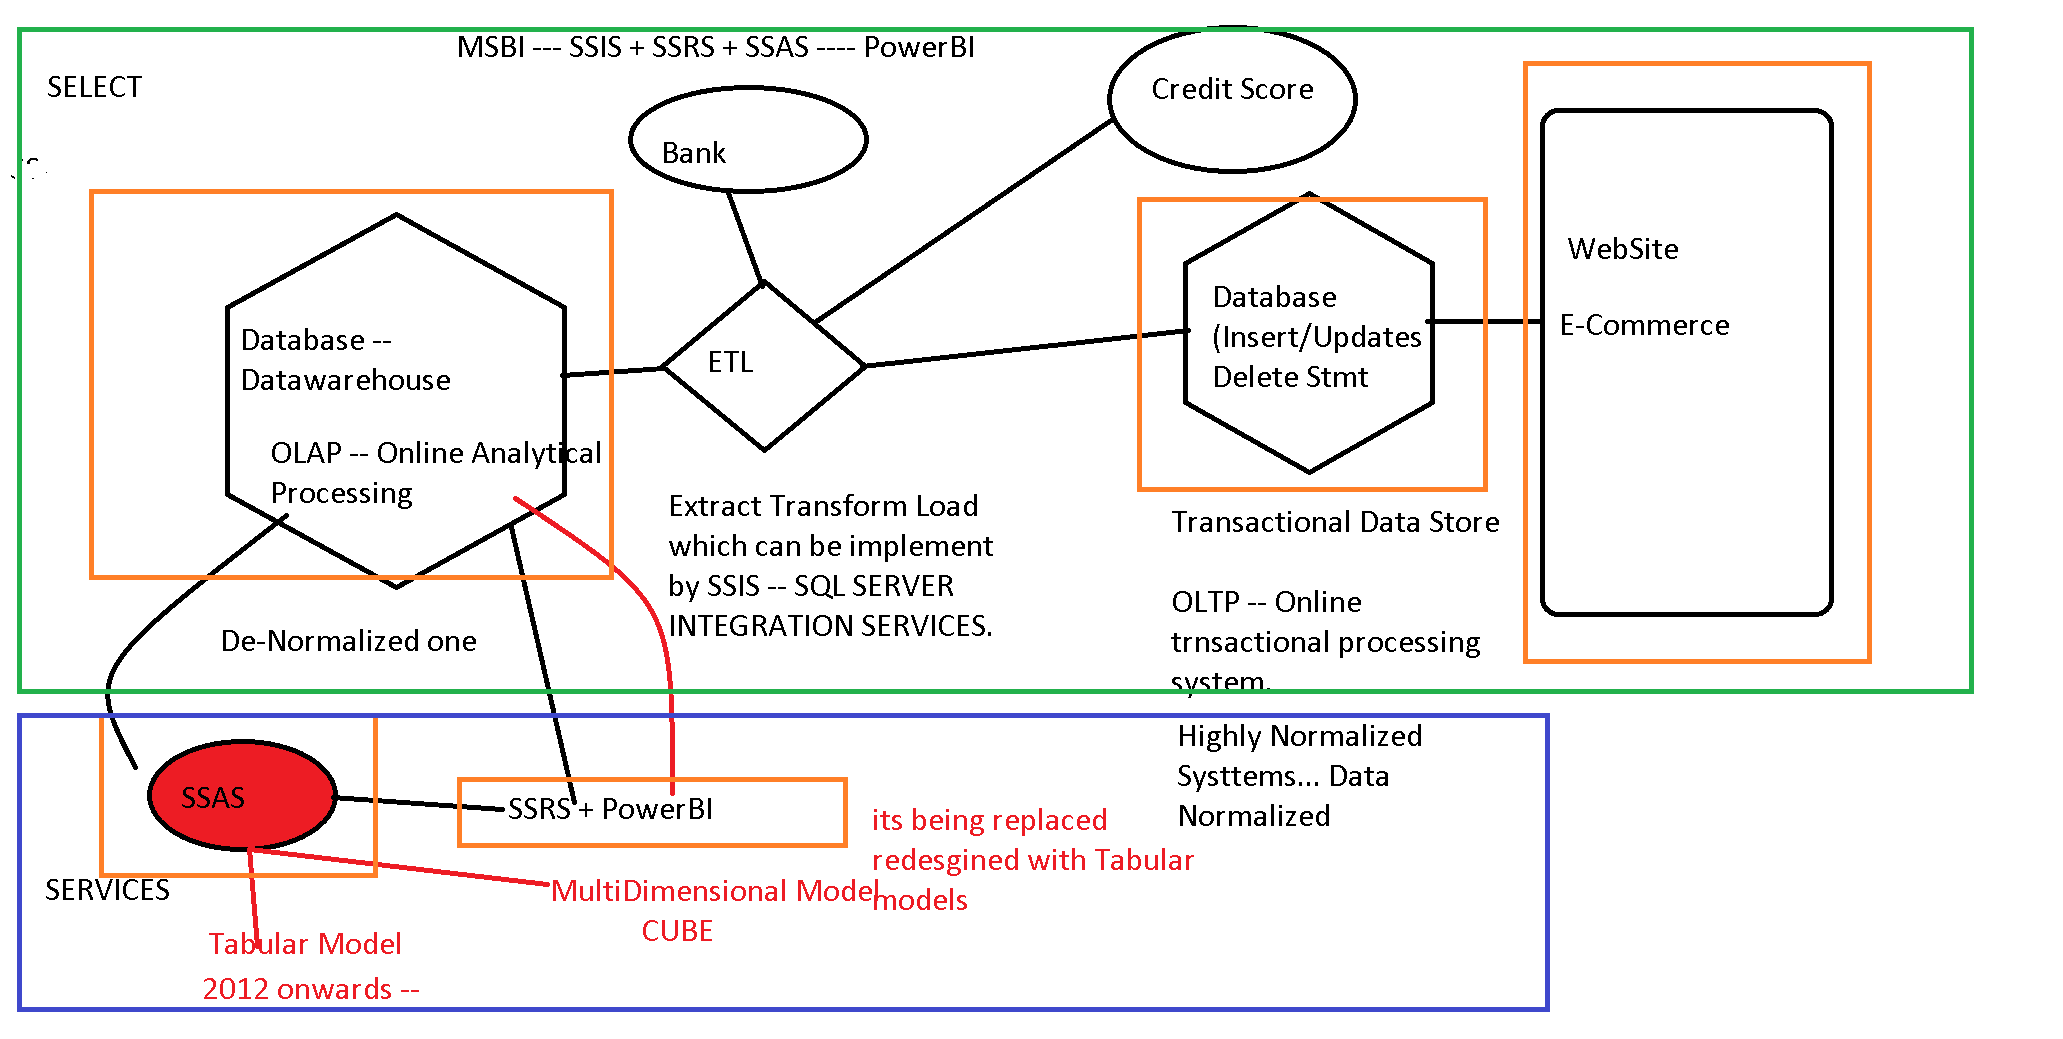 MSBI --- SSIS + SSRS + SSAS ---- PowerBI
SELECT
Credit Score
Bank
WebSite
E-Commerce
Database
(Insert/Updates
Delete Stmt
Database --
Datawarehouse
ETL
OLAP -- Online Analytical
Processing
Extract Transform Load
which can be implement
by SSIS -- SQL SERVER
INTEGRATION SERVICES.
Transactional Data Store
OLTP -- Online
trnsactional processing
system.
De-Normalized one
Highly Normalized
Systtems... Data
Normalized
SSAS
SSRS + PowerBI
its being replaced
redesgined with Tabular
models
SERVICES
MultiDimensional Model
CUBE
Tabular Model
2012 onwards --